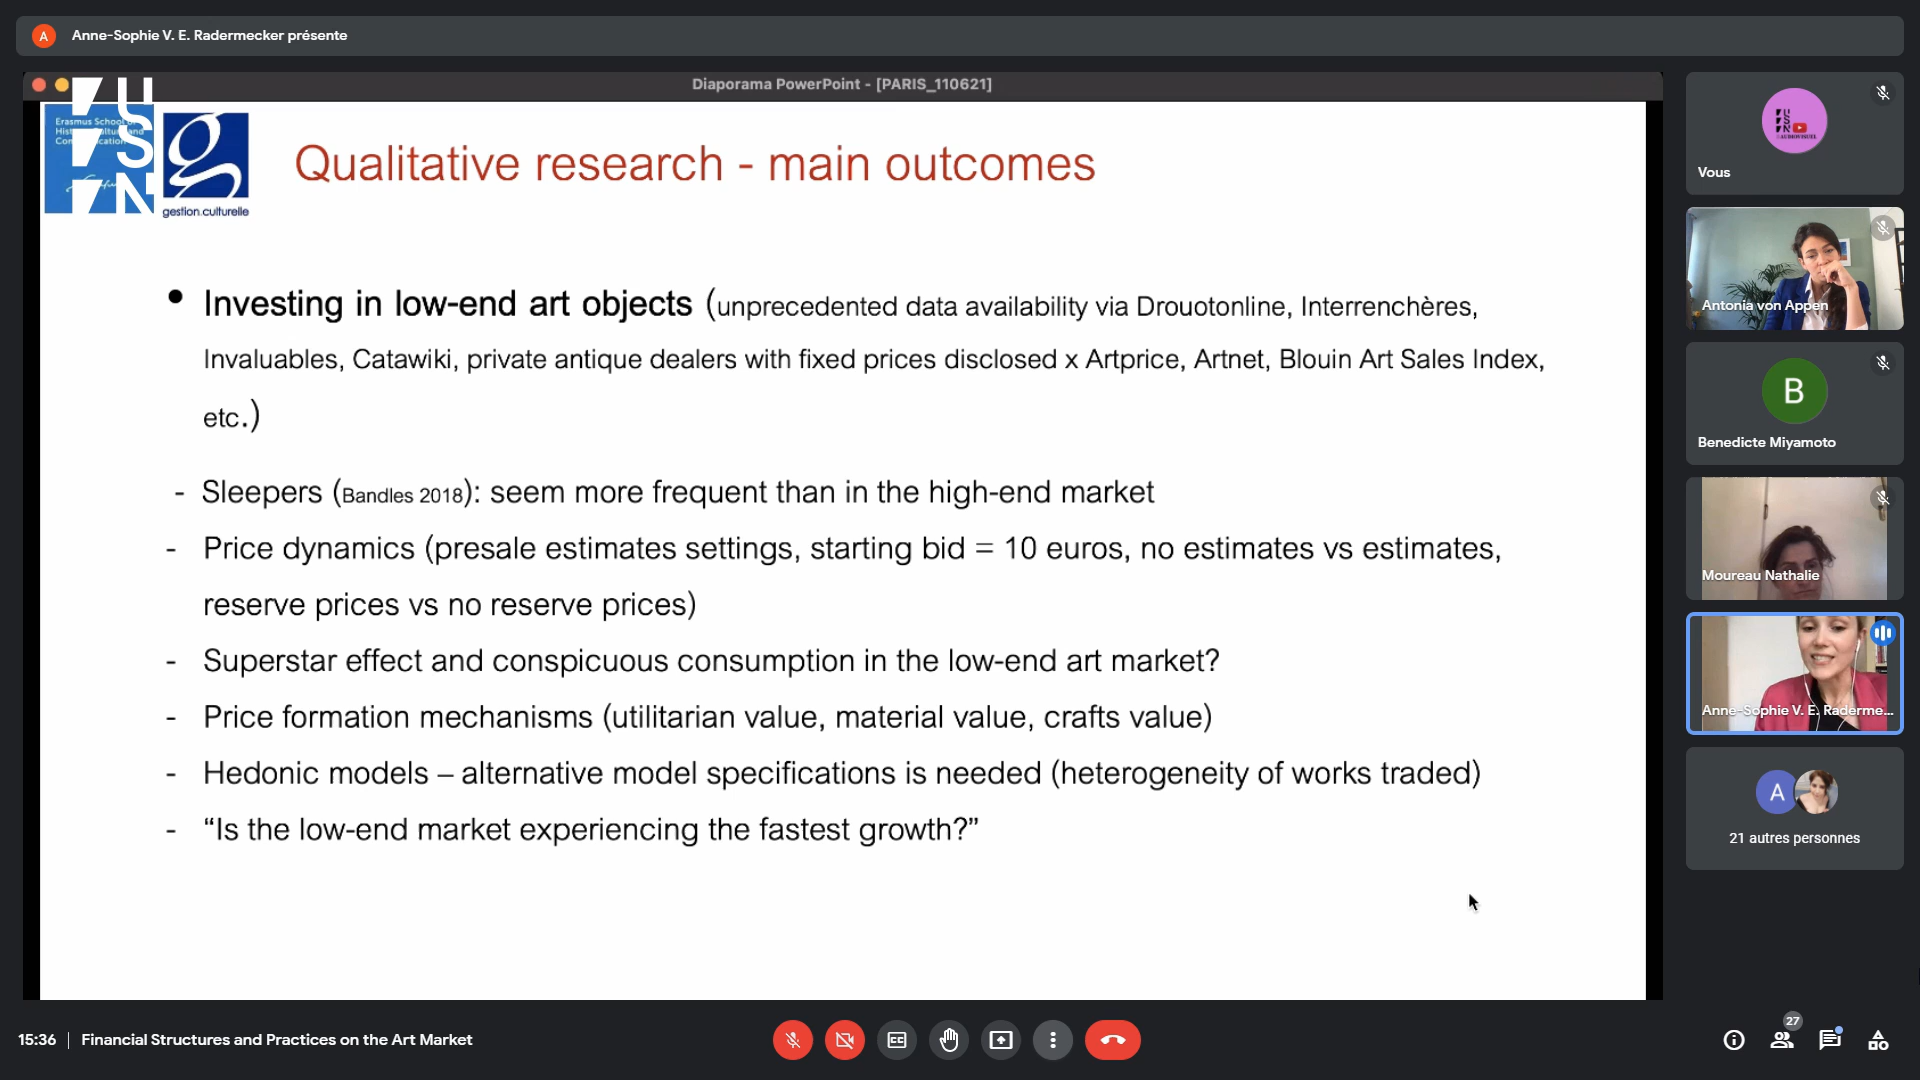 A
Anne-Sophie V. E. Radermecker présente
Diaporama PowerPoint - [PARIS_110621]
Erasmus School of
USN
gestion.culturelle
Qualitative research - main outcomes
• Investing in low-end art objects (unprecedented data availability via Drouotonline, Interrenchères,
Invaluables, Catawiki, private antique dealers with fixed prices disclosed x Artprice, Artnet, Blouin Art Sales Index,
etc.)
- Sleepers (Bandles 2018): seem more frequent than in the high-end market
- Price dynamics (presale estimates settings, starting bid = 10 euros, no estimates vs estimates,
reserve prices vs no reserve prices)
- Superstar effect and conspicuous consumption in the low-end art market?
- Price formation mechanisms (utilitarian value, material value, crafts value)
- Hedonic models – alternative model specifications is needed (heterogeneity of works traded)
- “Is the low-end market experiencing the fastest growth?”
USN
AUDIOVISUEL
Vous
Antonia von Appen
B
Benedicte Miyamoto
Moureau Nathalie
Anne-Sophie V. E. Raderme...
A
21 autres personnes
15:36 | Financial Structures and Practices on the Art Market
CC
27